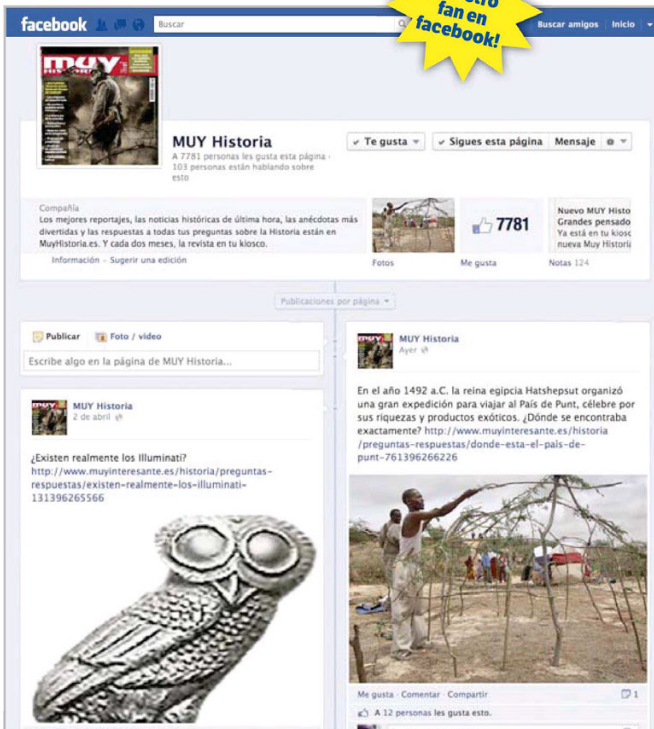 otro
fan en
facebook!
facebook
Buscar
Buscar amigos Inicio
muy
HISTORIA
MUY Historia
A 7781 personas les gusta esta página ·
103 personas están hablando sobre
esto
Te gusta
Sigues esta página
Mensaje
Compañía
Los mejores reportajes, las noticias históricas de última hora, las anécdotas más
divertidas y las respuestas a todas tus preguntas sobre la Historia están en
MuyHistoria.es. Y cada dos meses, la revista en tu kiosco.
Información - Sugerir una edición
Fotos
7781
Me gusta
Nuevo MUY Histo
Grandes pensado
Ya está en tu kiosc
nueva Muy Histori
Notas 124
Publicaciones por página
Publicar
Foto / video
Escribe algo en la página de MUY Historia...
MUY Historia
2 de abril
¿Existen realmente los Illuminati?
http://www.muyinteresante.es/historia/preguntas-
respuestas/existen-realmente-los-illuminati-
131396265566
muy
MUY Historia
Ayer
En el año 1492 a.C. la reina egipcia Hatshepsut organizó
una gran expedición para viajar al País de Punt, célebre por
sus riquezas y productos exóticos. ¿Dónde se encontraba
exactamente? http://www.muyinteresante.es/historia
/preguntas-respuestas/donde-esta-el-pais-de-
punt-761396266226
Me gusta · Comentar · Compartir
1
A 12 personas les gusta esto.